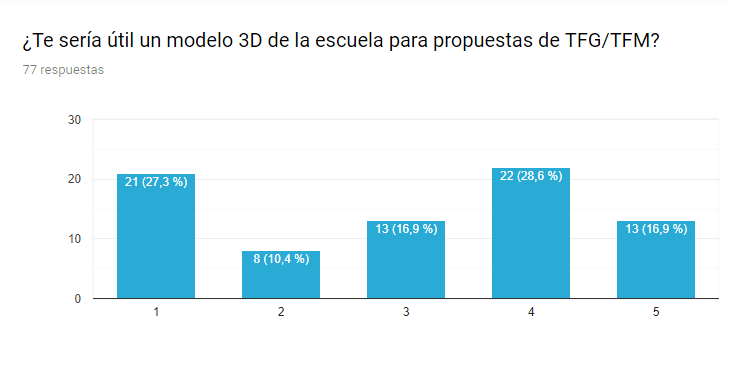 ¿Te sería útil un modelo 3D de la escuela para propuestas de TFG/TFM?
77 respuestas
30
20
10
0
21 (27,3 %)
8 (10,4 %)
13 (16,9 %)
22 (28,6 %)
13 (16,9 %)
1
2
3
4
5